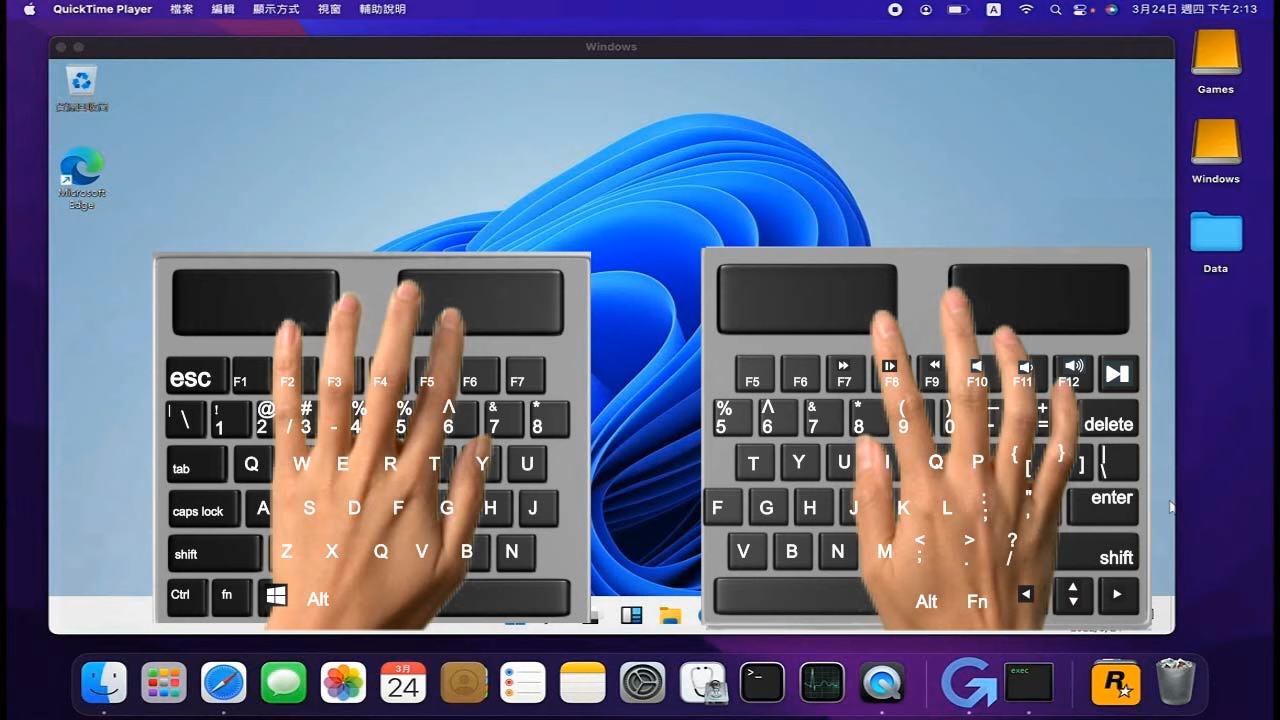 QuickTime Player 檔案 編輯 顯示方式 視窗 輔助說明
A 3月24日 週四 下午2:13
Windows
Games
Windows
Data
Microsoft
Edge
esc F1 F2 F3 F4 F5 F6 F7
| \ ! 1 @ 2 # / 3 % - 4 % 5 ^ 6 & 7 * 8
tab Q W E R T Y U
caps lock A S D F G H J
shift Z X Q V B N
Ctrl fn Alt
F5 F6 F7 F8 F9 F10 F11 F12
% 5 ^ 6 & 7 * 8 ( 9 ) 0 — - + = delete
T Y U I Q P { [ } ] | \
F G H J K L : ; " , enter
V B N M < ; > . ? / shift
Alt Fn
3月
24
>_
exec
R